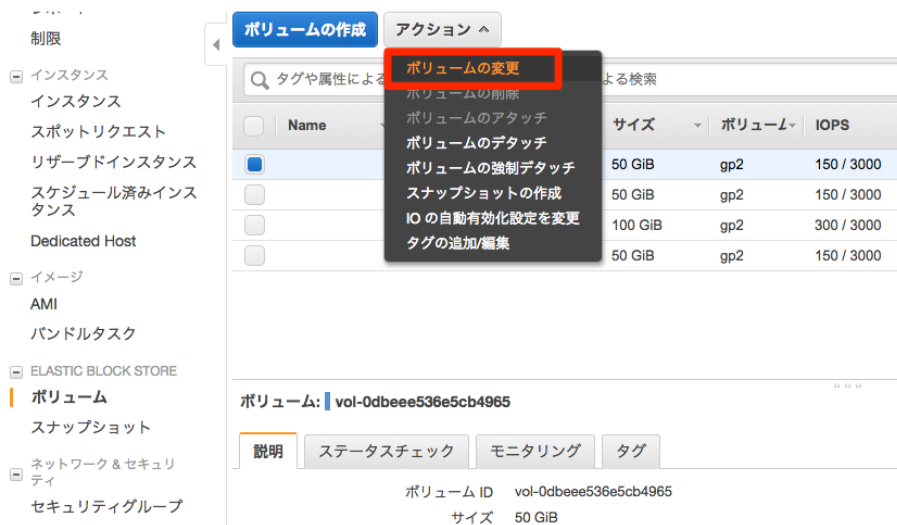 制限
インスタンス
インスタンス
スポットリクエスト
リザーブドインスタンス
スケジュール済みインス
タンス
Dedicated Host
イメージ
AMI
バンドルタスク
ELASTIC BLOCK STORE
ボリューム
スナップショット
ネットワーク & セキュリ
ティ
セキュリティグループ
ボリュームの作成
アクション
タグや属性による
よる検索
ボリュームの変更
ボリュームの削除
ボリュームのアタッチ
ボリュームのデタッチ
ボリュームの強制デタッチ
スナップショットの作成
IO の自動有効化設定を変更
タグの追加/編集
Name サイズ ボリューム IOPS
50 GiB gp2 150 / 3000
50 GiB gp2 150 / 3000
100 GiB gp2 300 / 3000
50 GiB gp2 150 / 3000
ボリューム: vol-0dbeee536e5cb4965
説明 ステータスチェック モニタリング タグ
ボリューム ID vol-0dbeee536e5cb4965
サイズ 50 GiB